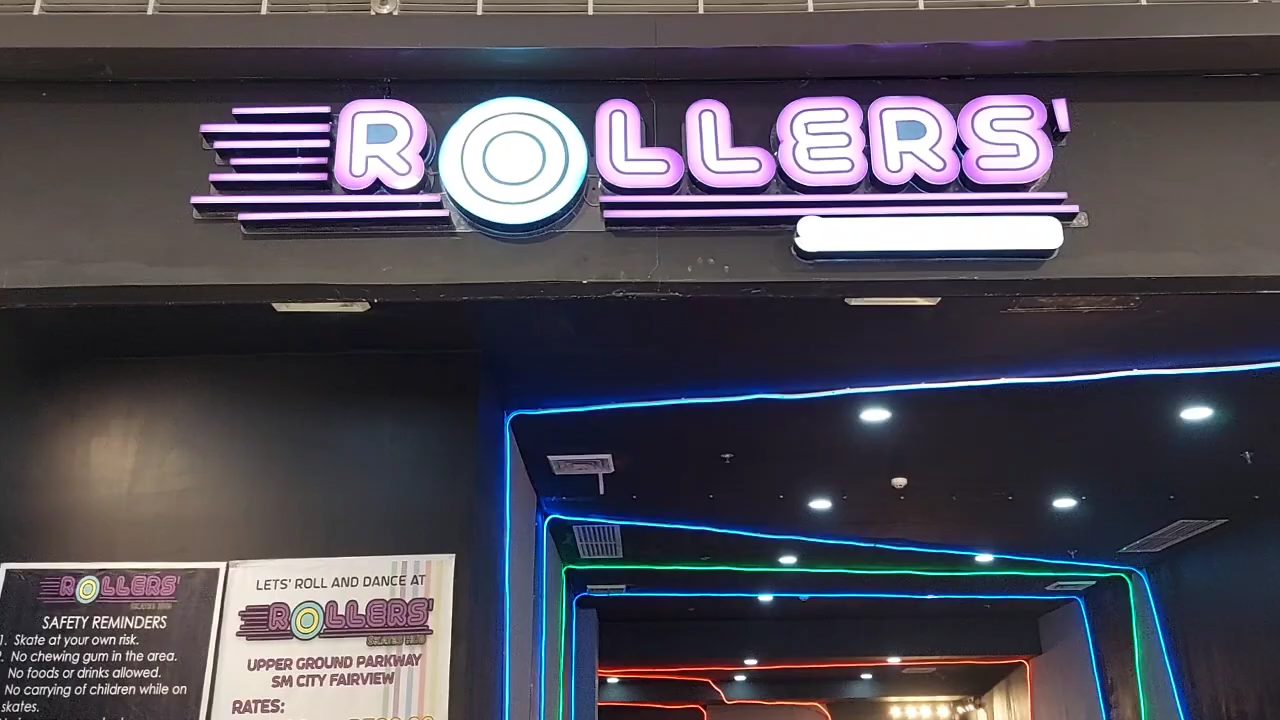 ROLLERS'
ROLLERS'
SAFETY REMINDERS
1. Skate at your own risk.
. No chewing gum in the area.
No foods or drinks allowed.
No carrying of children while on
skates.
LETS' ROLL AND DANCE AT
ROLLERS'
UPPER GROUND PARKWAY
SM CITY FAIRVIEW
RATES: